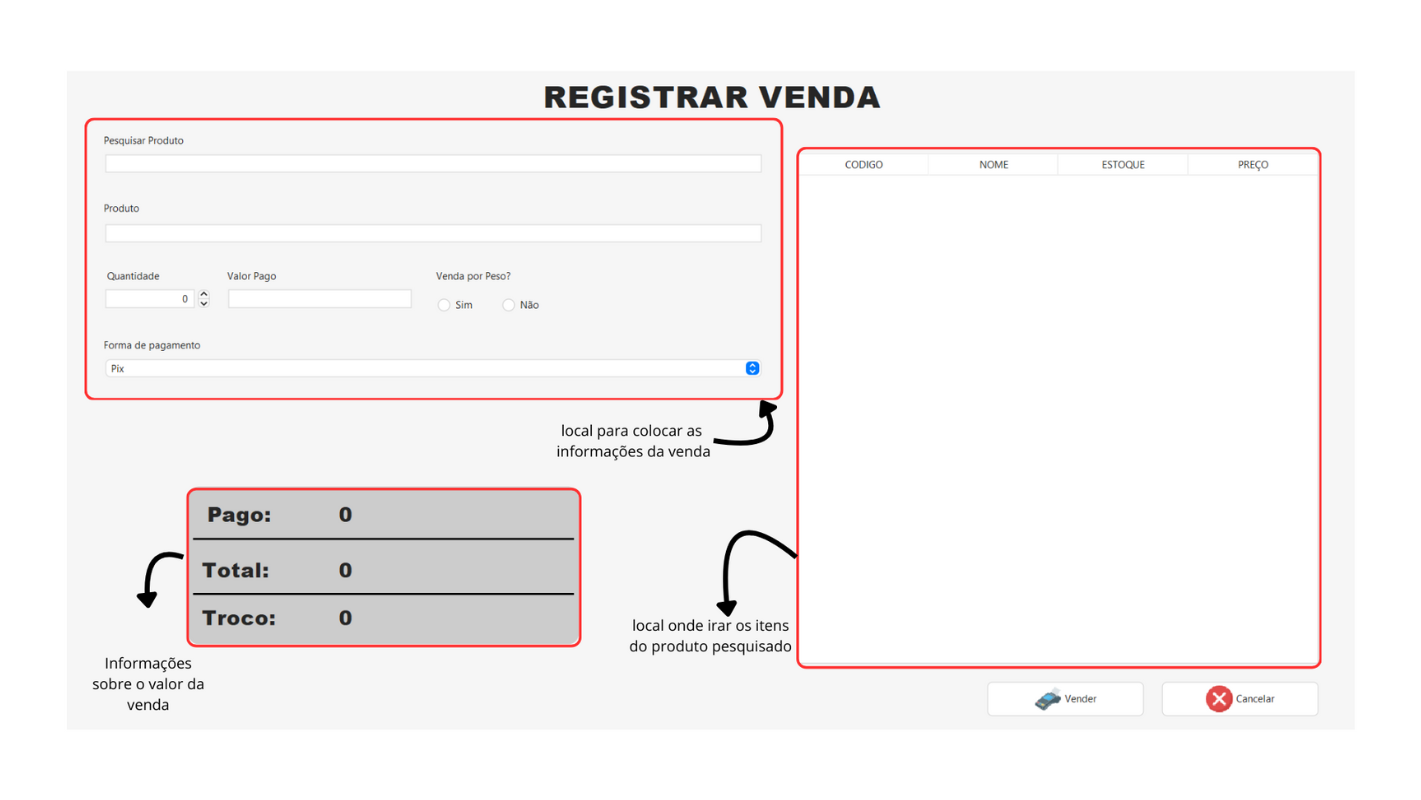 REGISTRAR VENDA
Pesquisar Produto
Produto
Quantidade
Valor Pago
Venda por Peso?
0
Sim
Não
Forma de pagamento
Pix
local para colocar as
informações da venda
CODIGO
NOME
ESTOQUE
PREÇO
Pago: 0
Total: 0
Troco: 0
Informações
sobre o valor da
venda
local onde irar os itens
do produto pesquisado
Vender
Cancelar